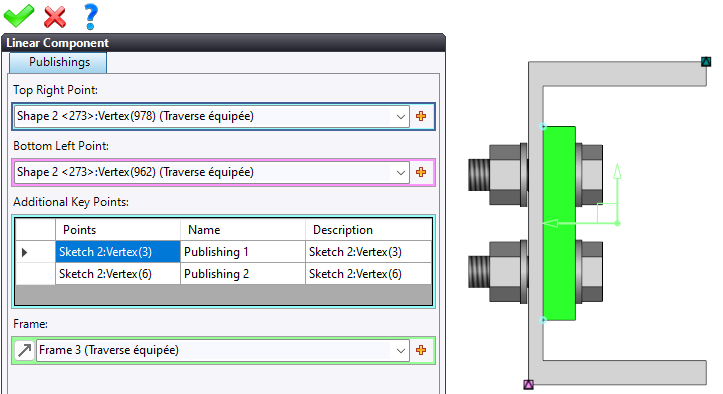 Linear Component
Publishings
Top Right Point:
Shape 2 <273>:Vertex(978) (Traverse équipée)
Bottom Left Point:
Shape 2 <273>:Vertex(962) (Traverse équipée)
Additional Key Points:
Points Name Description
Sketch 2:Vertex(3) Publishing 1 Sketch 2:Vertex(3)
Sketch 2:Vertex(6) Publishing 2 Sketch 2:Vertex(6)
Frame:
Frame 3 (Traverse équipée)